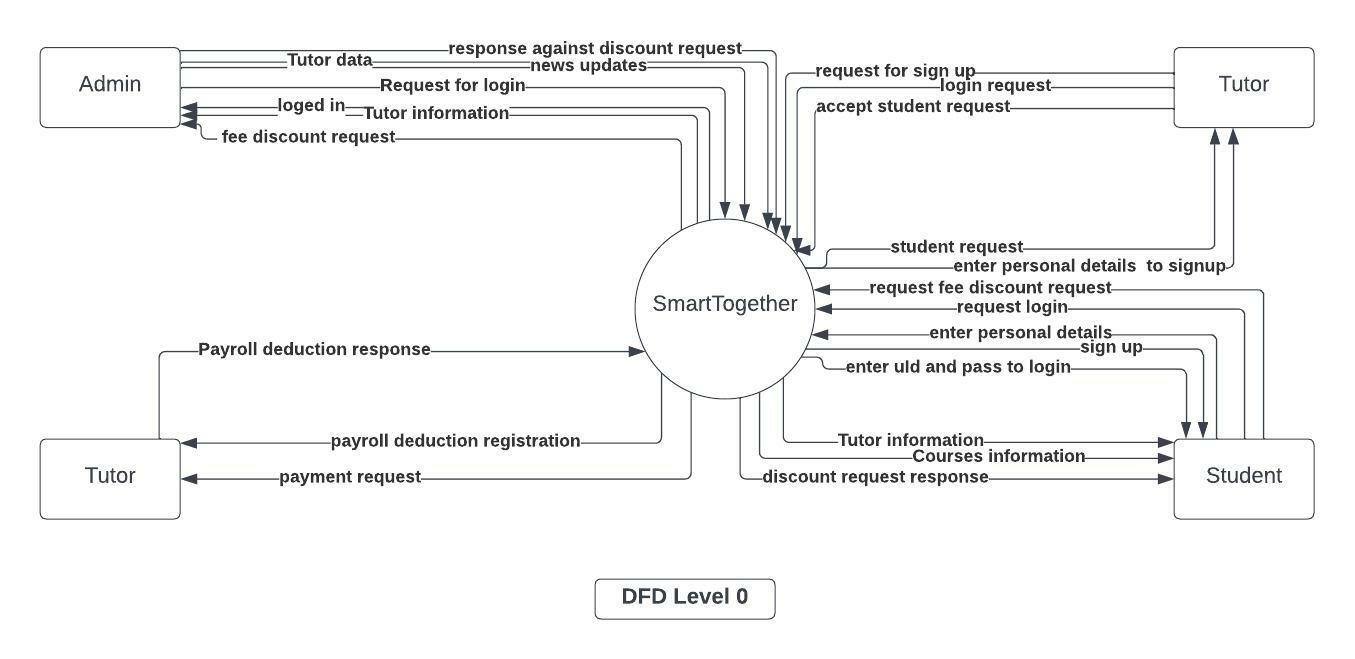 response against discount request
Tutor data
news updates
Admin
Request for login
loged in
Tutor information
fee discount request
request for sign up
login request
Tutor
accept student request
student request
enter personal details to signup
request fee discount request
SmartTogether
request login
enter personal details
sign up
Payroll deduction response
enter uId and pass to login
payroll deduction registration
Tutor information
Courses information
Tutor
payment request
discount request response
Student
DFD Level 0